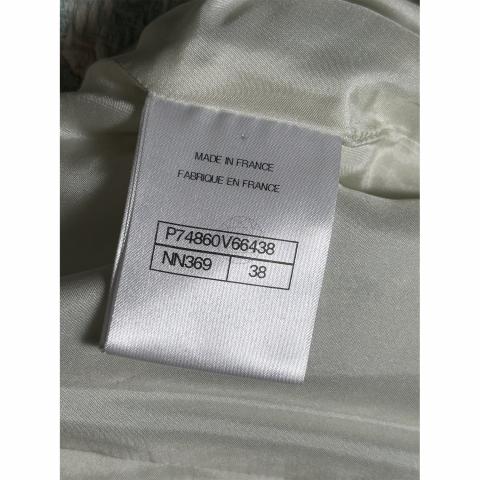 MADE IN FRANCE
FABRIQUE EN FRANCE
P74860V66438
NN369 38